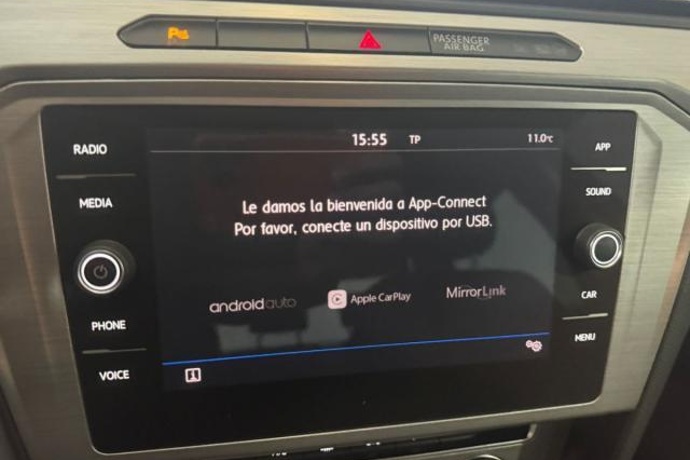 PASSENGER
AIR BAG
15:55 TP 11.0°C
RADIO
MEDIA
PHONE
VOICE
Le damos la bienvenida a App-Connect
Por favor, conecte un dispositivo por USB.
androidauto
Apple CarPlay
MirrorLink
APP
SOUND
CAR
MENU